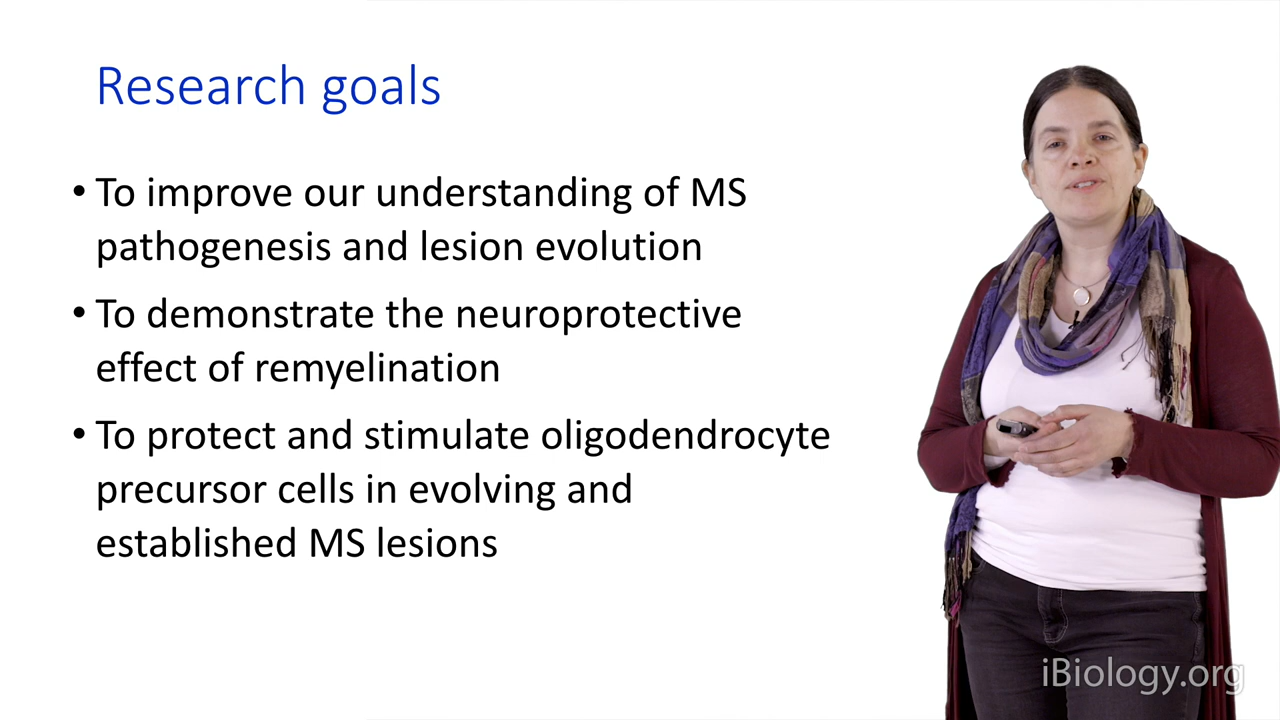 Research goals
• To improve our understanding of MS
pathogenesis and lesion evolution
• To demonstrate the neuroprotective
effect of remyelination
• To protect and stimulate oligodendrocyte
precursor cells in evolving and
established MS lesions
iBiology.org